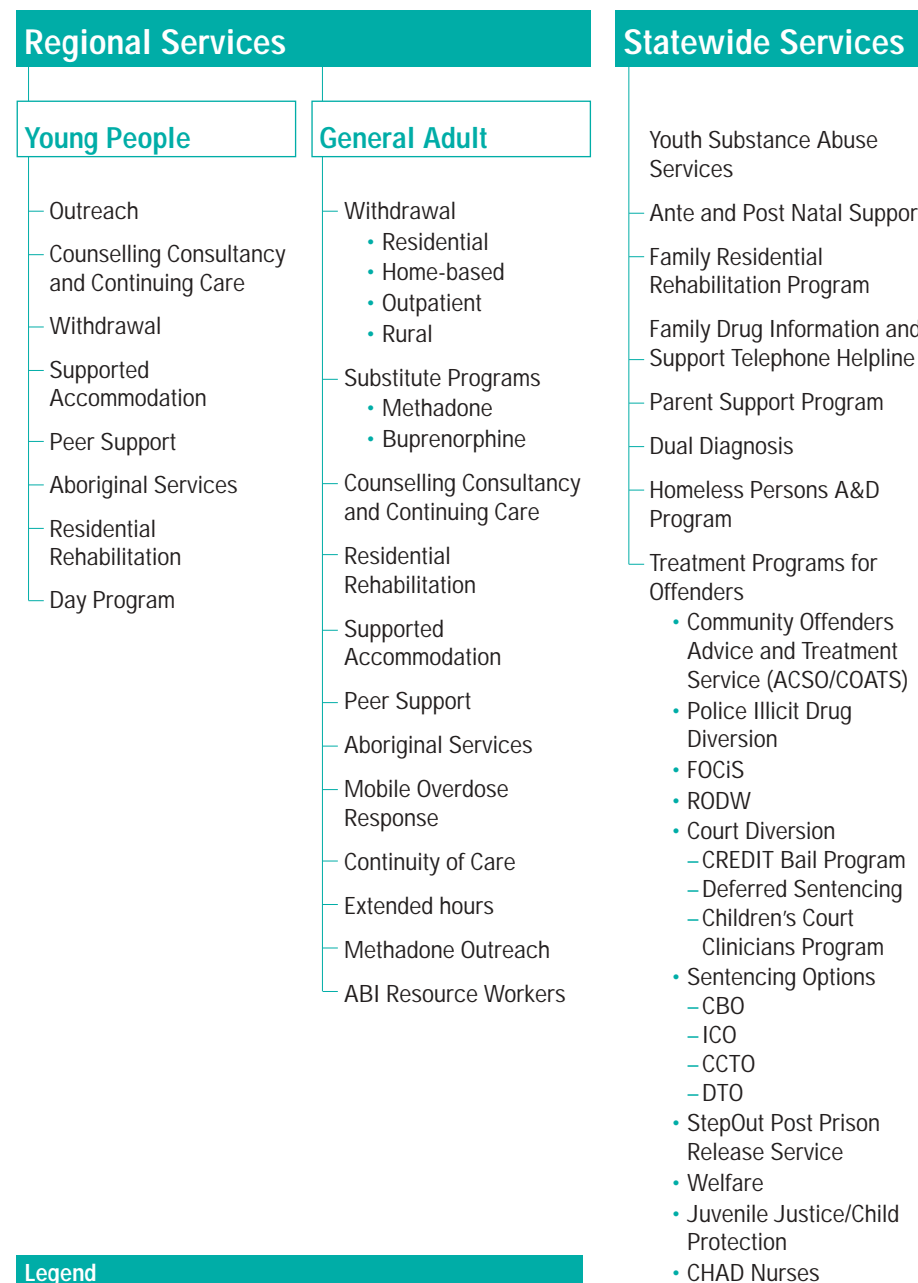 Regional Services
Young People
Outreach
Counselling Consultancy
and Continuing Care
Withdrawal
Supported
Accommodation
Peer Support
Aboriginal Services
Residential
Rehabilitation
Day Program
General Adult
Withdrawal
• Residential
• Home-based
• Outpatient
• Rural
Substitute Programs
• Methadone
• Buprenorphine
Counselling Consultancy
and Continuing Care
Residential
Rehabilitation
Supported
Accommodation
Peer Support
Aboriginal Services
Mobile Overdose
Response
Continuity of Care
Extended hours
Methadone Outreach
ABI Resource Workers
Statewide Services
Youth Substance Abuse
Services
Ante and Post Natal Suppor
Family Residential
Rehabilitation Program
Family Drug Information and
Support Telephone Helpline
Parent Support Program
Dual Diagnosis
Homeless Persons A&D
Program
Treatment Programs for
Offenders
• Community Offenders
Advice and Treatment
Service (ACSO/COATS)
• Police Illicit Drug
Diversion
• FOCiS
• RODW
• Court Diversion
– CREDIT Bail Program
– Deferred Sentencing
– Children's Court
Clinicians Program
• Sentencing Options
– CBO
– ICO
– CCTO
– DTO
• StepOut Post Prison
Release Service
• Welfare
• Juvenile Justice/Child
Protection
• CHAD Nurses
Legend